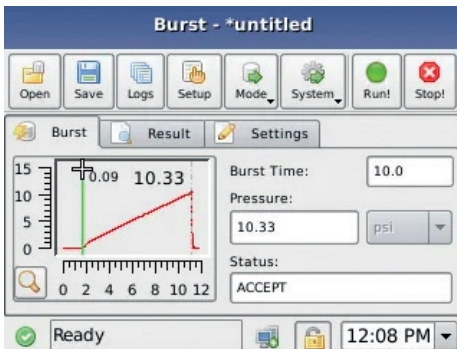 Burst - *untitled
Open Save Logs Setup Mode System Run! Stop!
Burst Result Settings
15 10 5 0
0.09 10.33
0 2 4 6 8 10 12
Burst Time: 10.0
Pressure:
10.33 psi
Status:
ACCEPT
Ready 12:08 PM